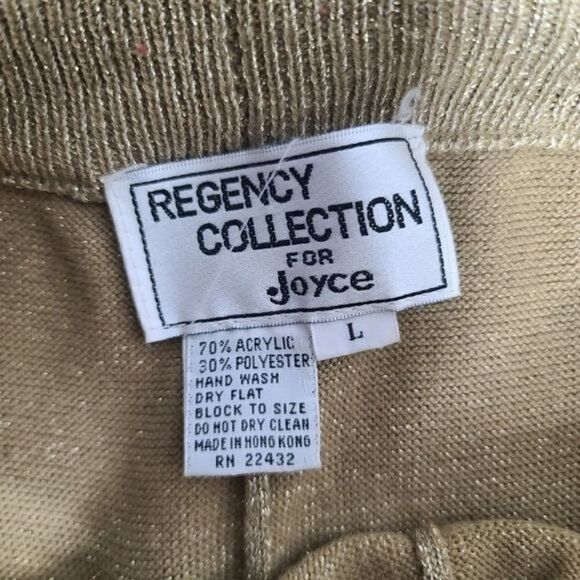 REGENCY
COLLECTION
FOR
Joyce
L
70% ACRYLIC
30% POLYESTER
HAND WASH
DRY FLAT
BLOCK TO SIZE
DO NOT DRY CLEAN
MADE IN HONG KONG
RN 22432